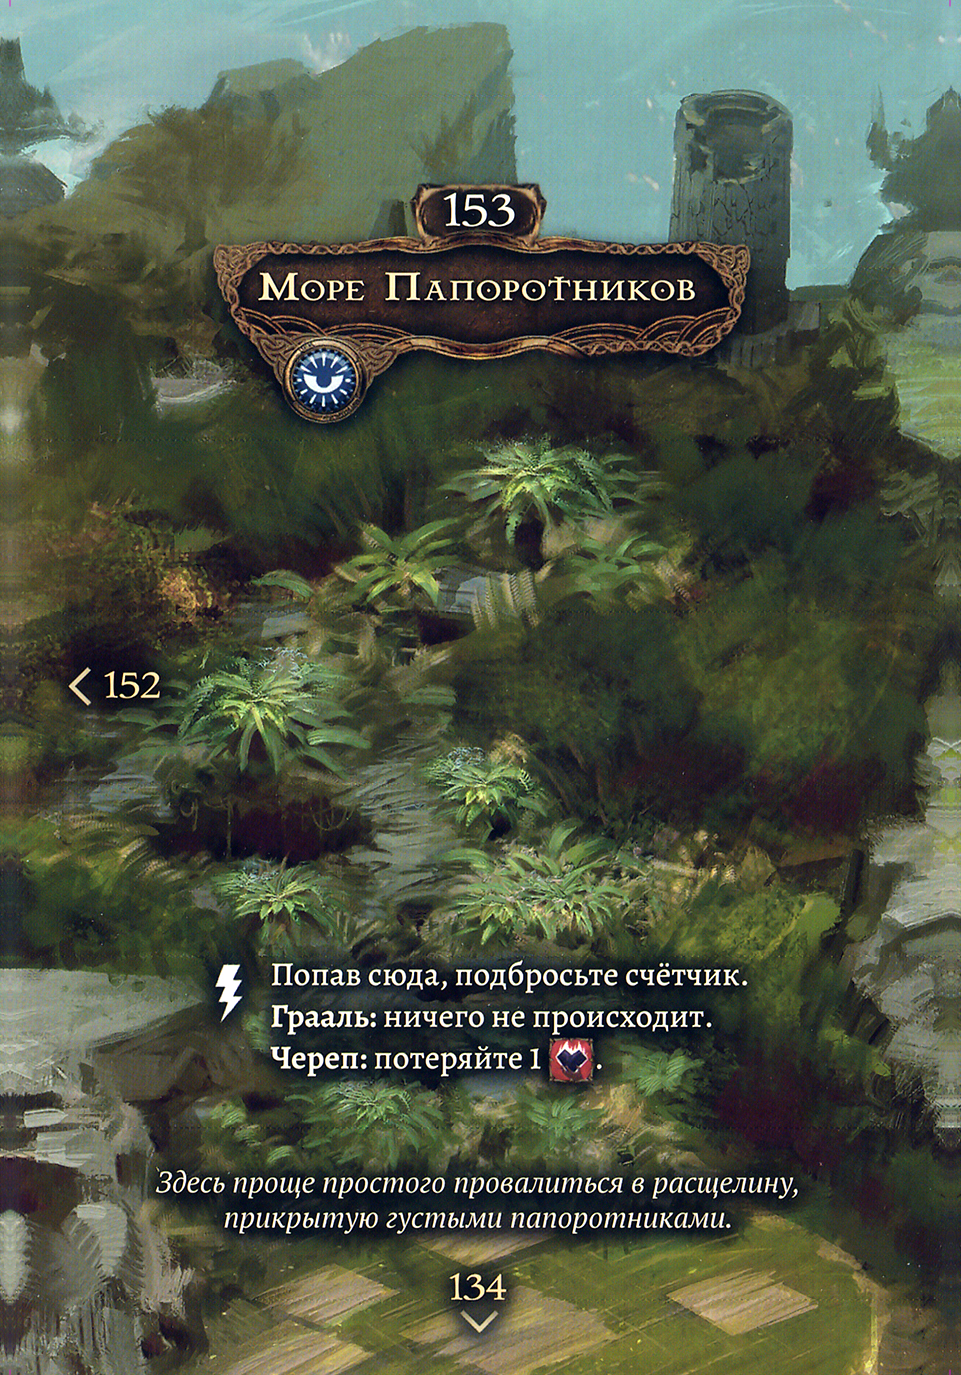 153
Море Папоротников
152
Попав сюда, подбросьте счётчик.
Грааль: ничего не происходит.
Череп: потеряйте 1 .
Здесь проще простого провалиться в расщелину,
прикрытую густыми папоротниками.
134